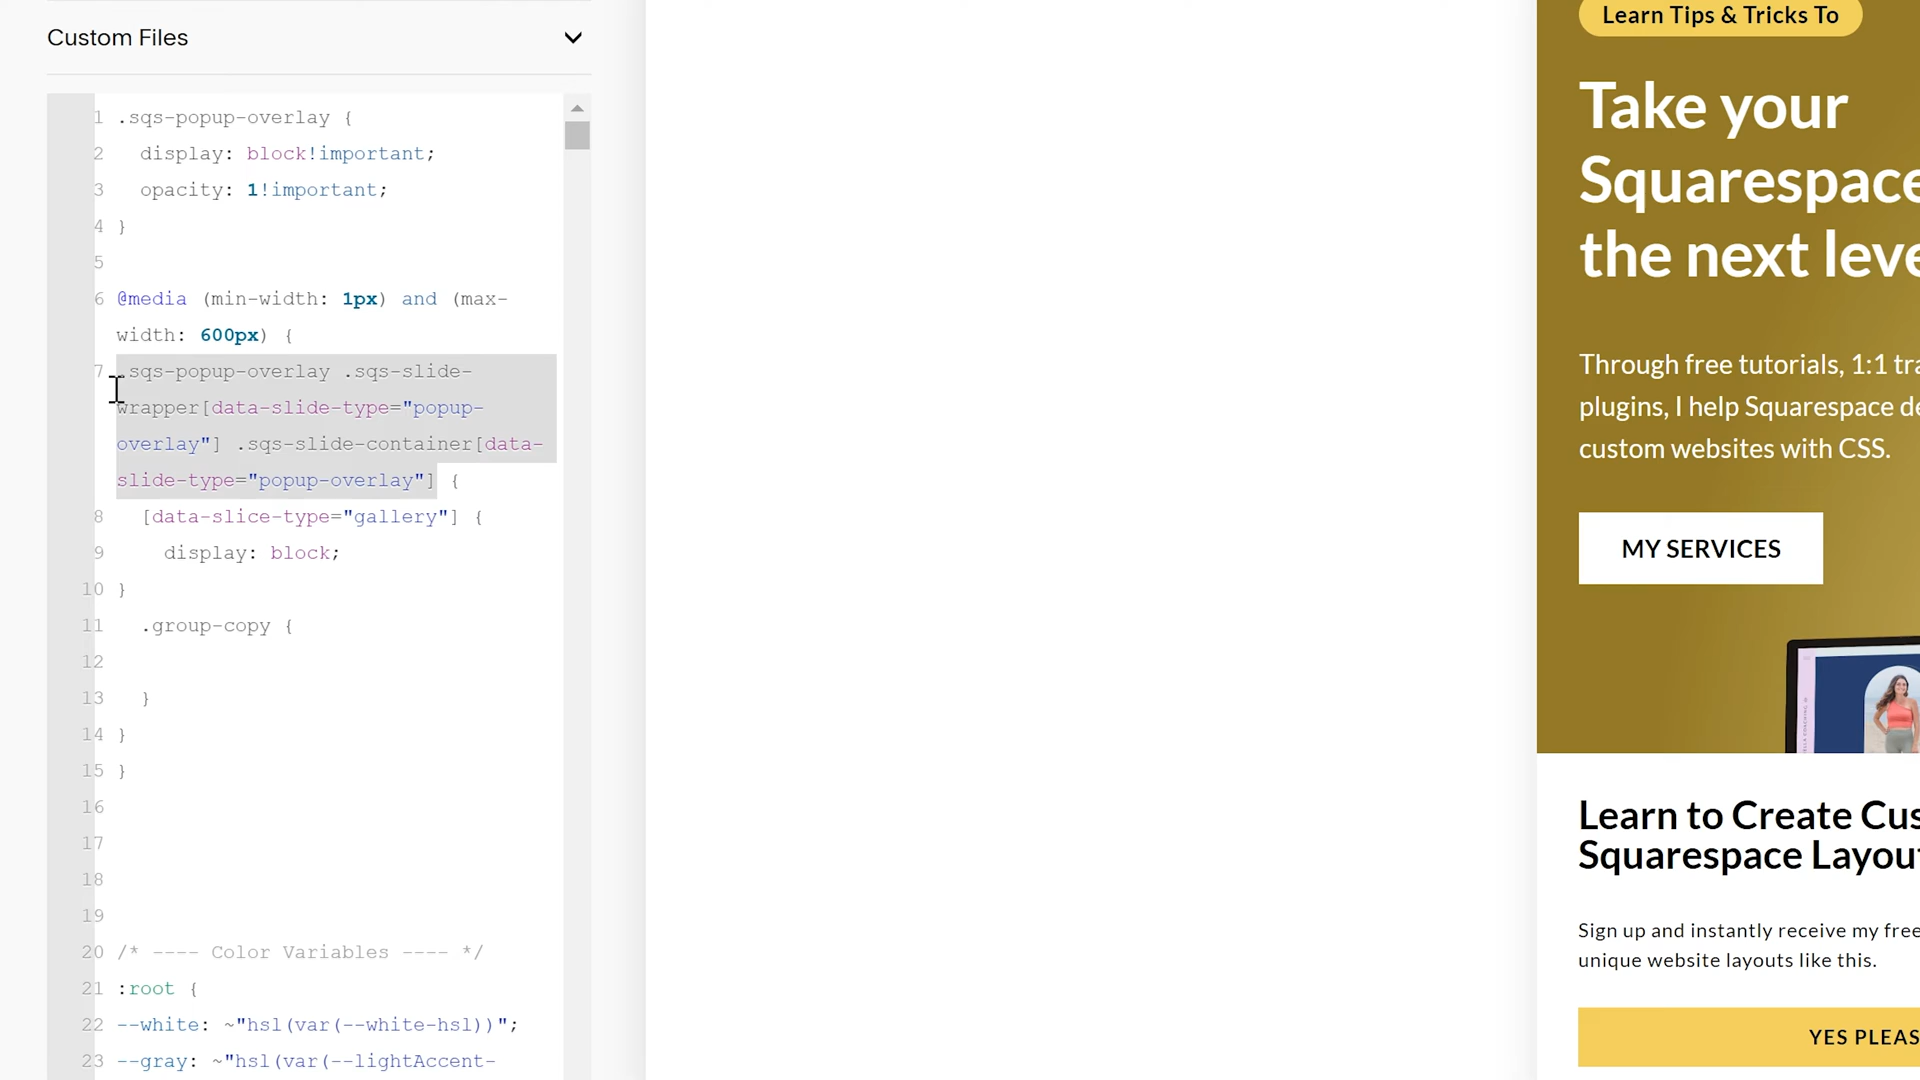 Custom Files
1 .sqs-popup-overlay {
2 display: block!important;
3 opacity: 1!important;
4 }
5
6 @media (min-width: 1px) and (max-
width: 600px) {
7 .sqs-popup-overlay .sqs-slide-
wrapper[data-slide-type="popup-
overlay"] .sqs-slide-container[data-
slide-type="popup-overlay"] {
8 [data-slice-type="gallery"] {
9 display: block;
10 }
11 .group-copy {
12
13 }
14 }
15 }
16
17
18
19
20 /* ---- Color Variables ---- */
21 :root {
22 --white: ~"hsl(var(--white-hsl))";
23 --gray: ~"hsl(var(--lightAccent-
Learn Tips & Tricks To
Take your
Squarespace
the next leve
Through free tutorials, 1:1 tra
plugins, I help Squarespace de
custom websites with CSS.
MY SERVICES
Learn to Create Cus
Squarespace Layou
Sign up and instantly receive my free
unique website layouts like this.
YES PLEAS